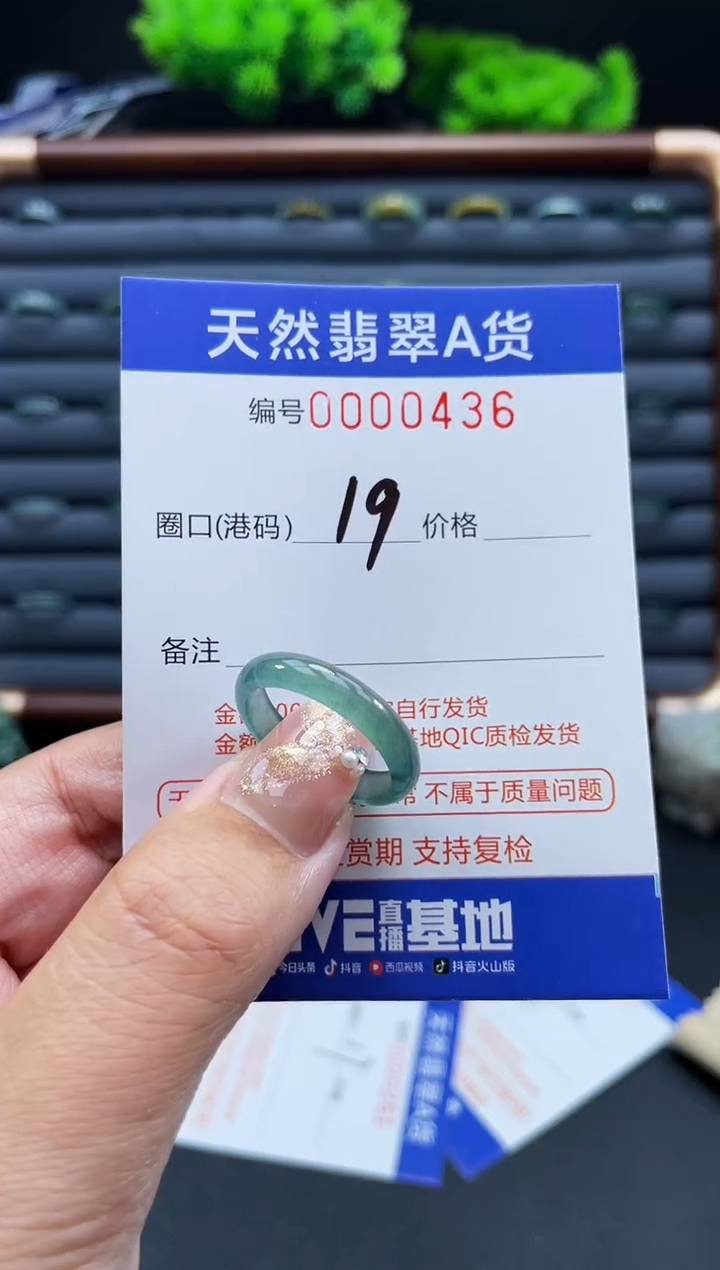 天然翡翠A货
编号0000436
圈口(港码) 19 价格
备注
自行发货
地QIC质检发货
不属于质量问题
赏期 支持复检
VE直播基地
今日头条 抖音 西瓜视频 抖音火山版